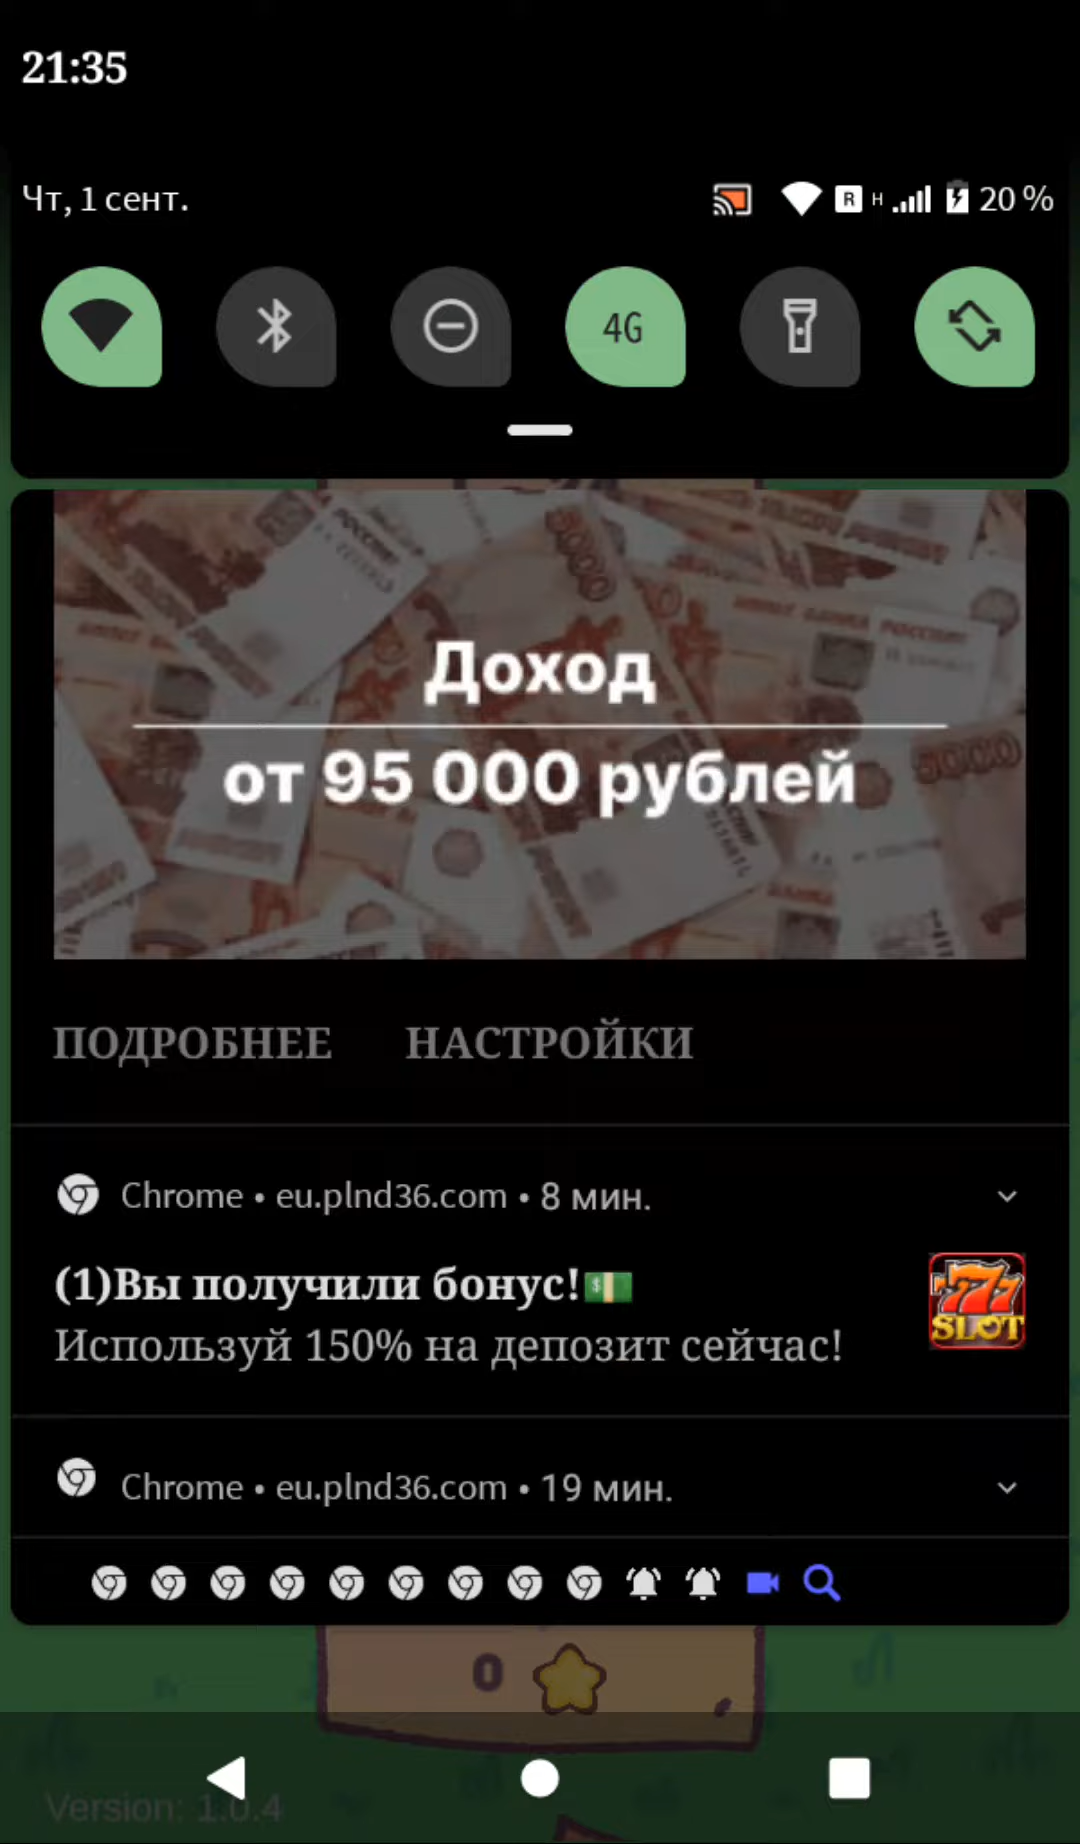 21:35
Чт, 1 сент.
R H 20 %
4G
Доход
от 95 000 рублей
ПОДРОБНЕЕ НАСТРОЙКИ
Chrome • eu.plnd36.com • 8 мин.
(1)Вы получили бонус!
777
Используй 150% на депозит сейчас!
SLOT
Chrome • eu.plnd36.com • 19 мин.
0
Version: 1.0.4